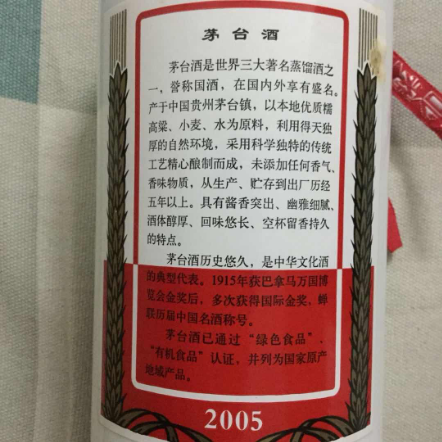 茅台酒
茅台酒是世界三大著名蒸馏酒之
一，誉称国酒，在国内外享有盛名。
产于中国贵州茅台镇，以本地优质糯
高粱、小麦、水为原料，利用得天独
厚的自然环境，采用科学独特的传统
工艺精心酿制而成，未添加任何香气、
香味物质，从生产、贮存到出厂历经
五年以上。具有酱香突出、幽雅细腻、
酒体醇厚、回味悠长、空杯留香持久
的特点。
茅台酒历史悠久，是中华文化酒
的典型代表。1915年获巴拿马万国博
览会金奖后，多次获得国际金奖，蝉
联历届中国名酒称号。
茅台酒已通过“绿色食品”、
“有机食品”认证，并列为国家原产
地域产品。
2005